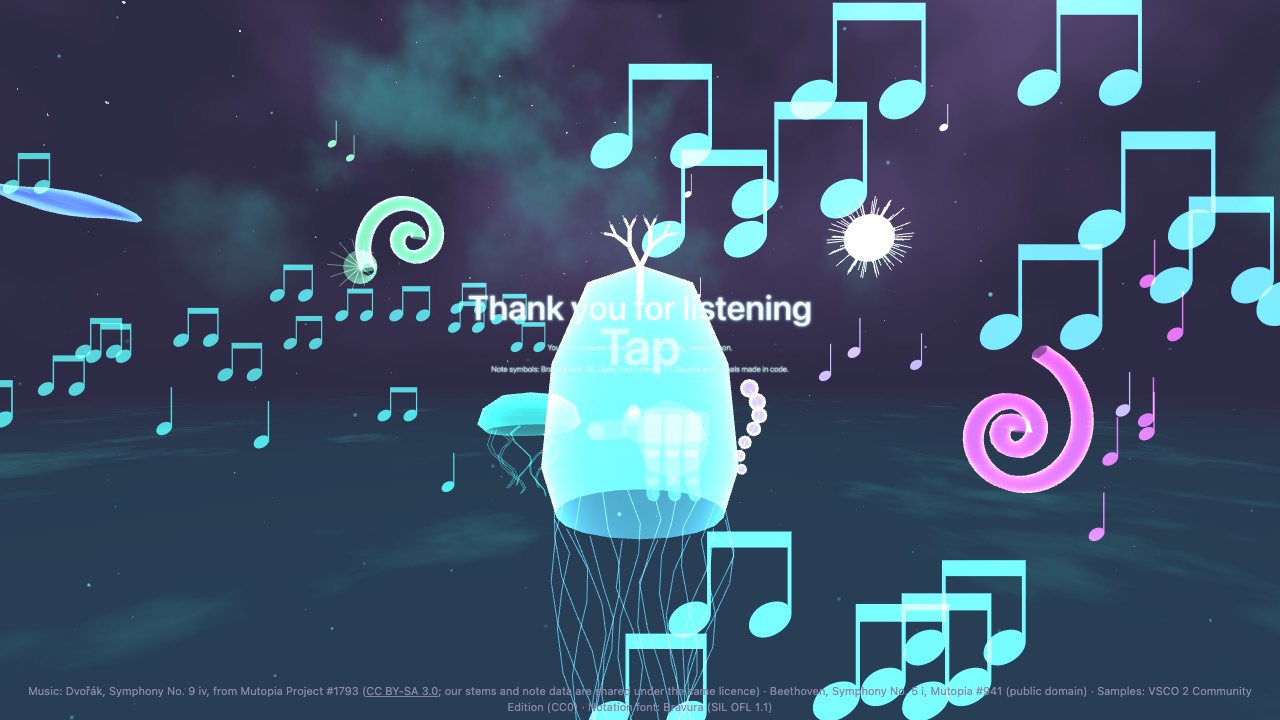 Thank you for listening
Tap
Note symbols: Bravura font, SIL Open Font License 1.1. Sounds and visuals made in code.
Music: Dvořák, Symphony No. 9 iv, from Mutopia Project #1793 (CC BY-SA 3.0; our stems and note data are shared under the same licence) · Beethoven, Symphony No. 5 i, Mutopia #941 (public domain) · Samples: VSCO 2 Community
Edition (CC0) · Notation font: Bravura (SIL OFL 1.1)